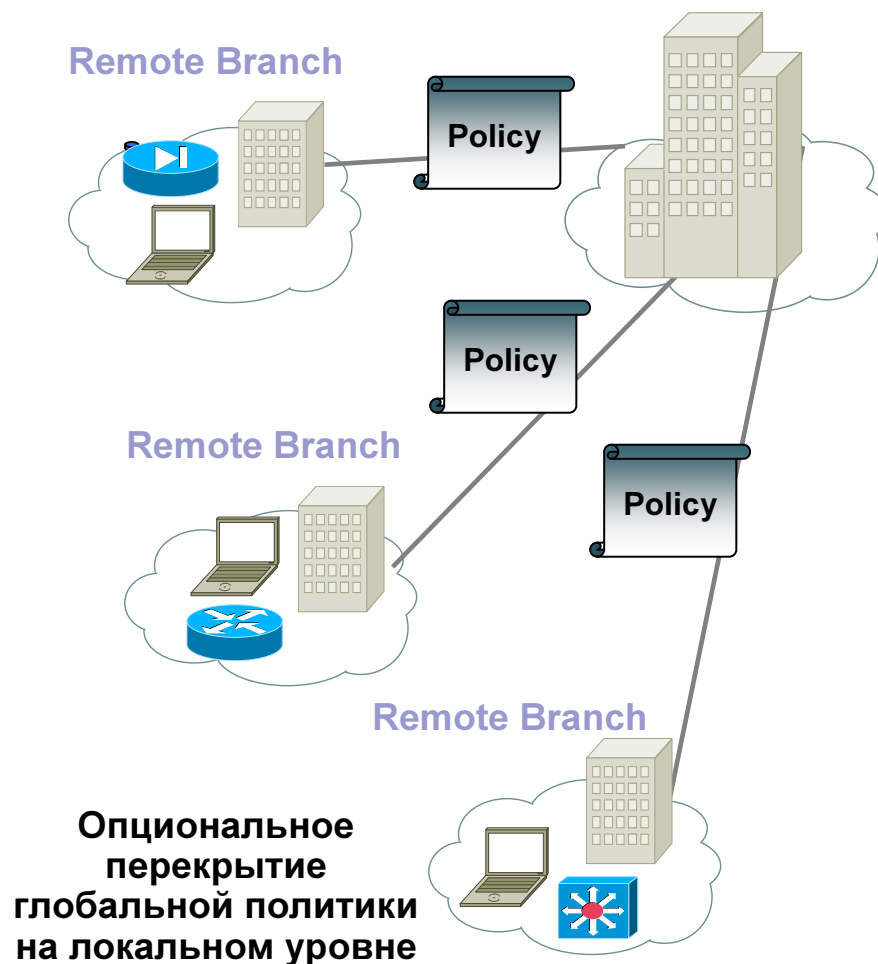 Remote Branch
Policy
Policy
Remote Branch
Policy
Remote Branch
Опциональное
перекрытие
глобальной политики
на локальном уровне